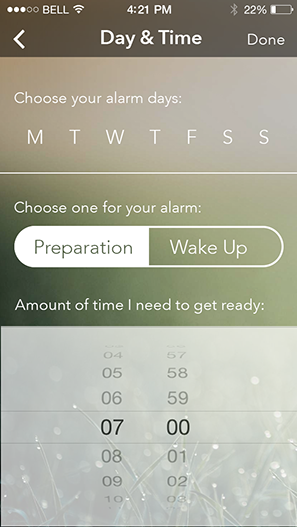 BELL 4:21 PM 22%
Day & Time Done
Choose your alarm days:
M T W T F S S
Choose one for your alarm:
Preparation Wake Up
Amount of time I need to get ready:
04 57
05 58
06 59
07 00
08 01
09 02
10 03